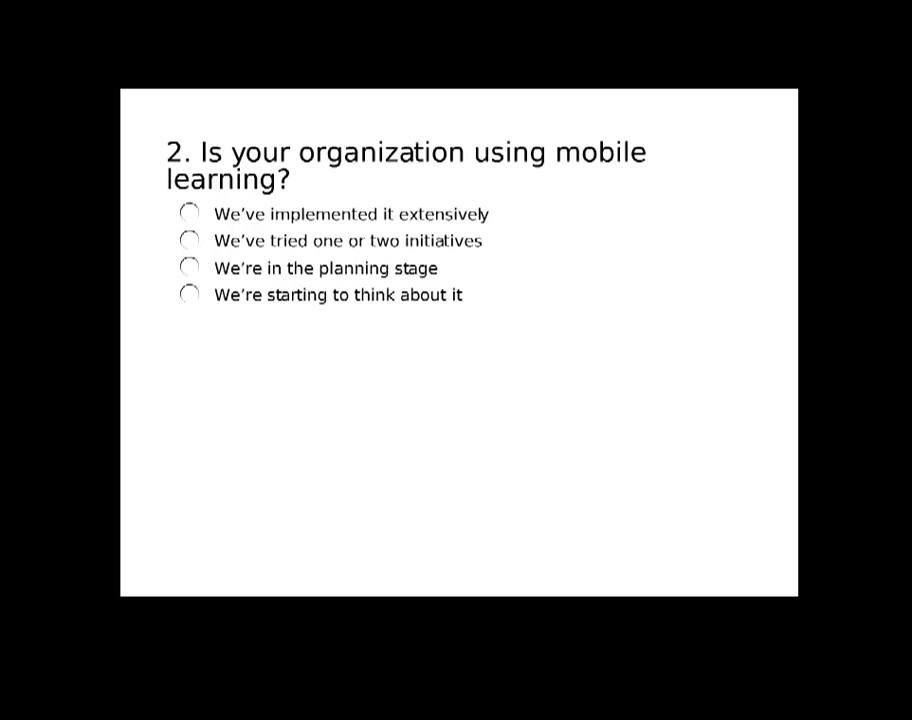 2. Is your organization using mobile
learning?
We’ve implemented it extensively
We’ve tried one or two initiatives
We’re in the planning stage
We’re starting to think about it